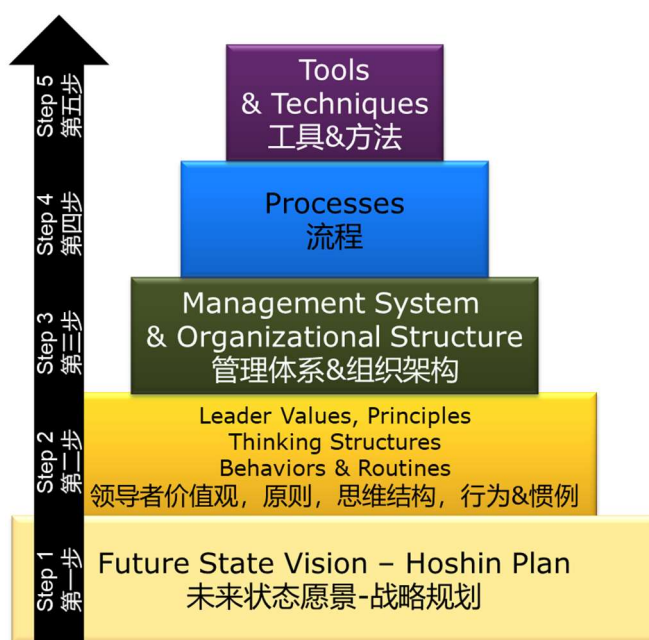 Step 5
第五步
Tools
& Techniques
工具&方法
Step 4
第四步
Processes
流程
Step 3
第三步
Management System
& Organizational Structure
管理体系&组织架构
Step 2
第二步
Leader Values, Principles
Thinking Structures
Behaviors & Routines
领导者价值观，原则，思维结构，行为&惯例
Step 1
第一步
Future State Vision – Hoshin Plan
未来状态愿景-战略规划